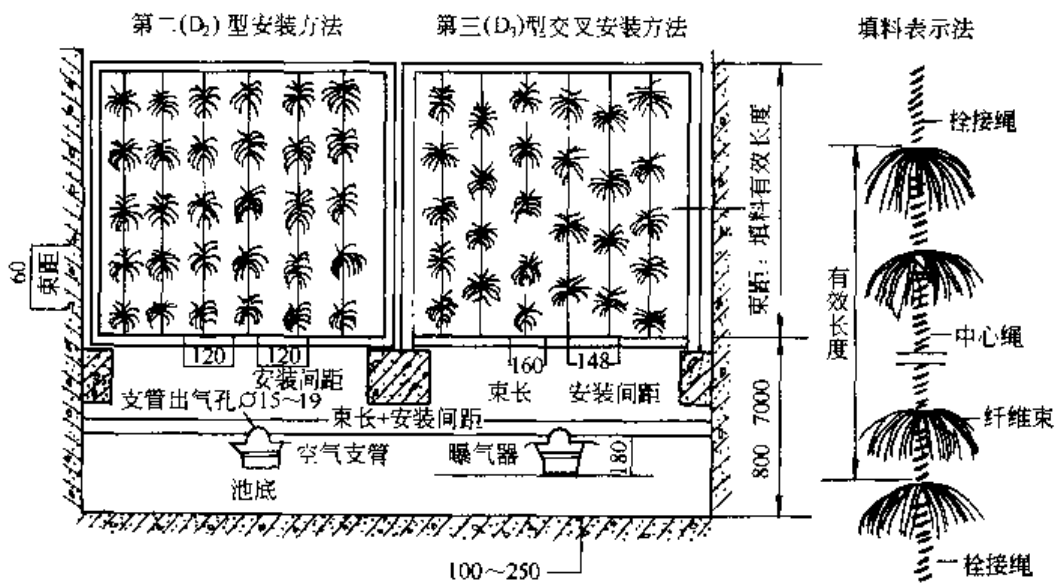 第二(D₂)型安装方法
第三(D₃)型交叉安装方法
填料表示法
栓接绳
束距:填料有效长度
60
束距
有效长度
中心绳
120
120
安装间距
160
148
束长
安装间距
支管出气孔∅15~19
束长+安装间距
纤维束
空气支管
曝气器
180
800
7000
池底
100~250
栓接绳